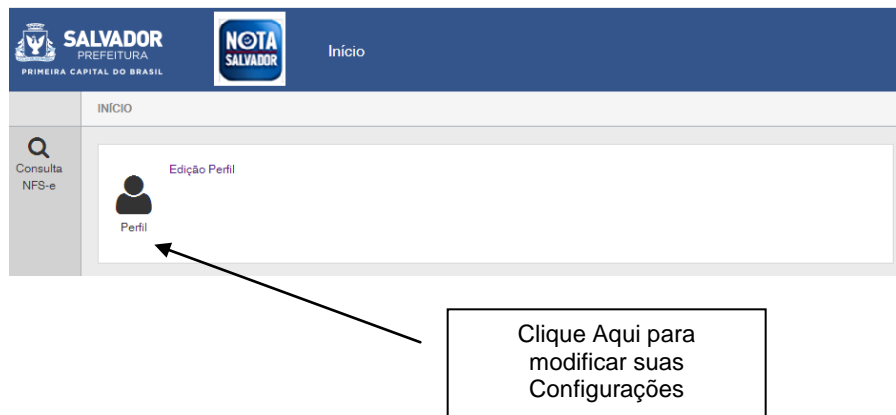 SALVADOR
PREFEITURA
PRIMEIRA CAPITAL DO BRASIL
NOTA
SALVADOR
Início
INÍCIO
Consulta
NFS-e
Edição Perfil
Perfil
Clique Aqui para
modificar suas
Configurações